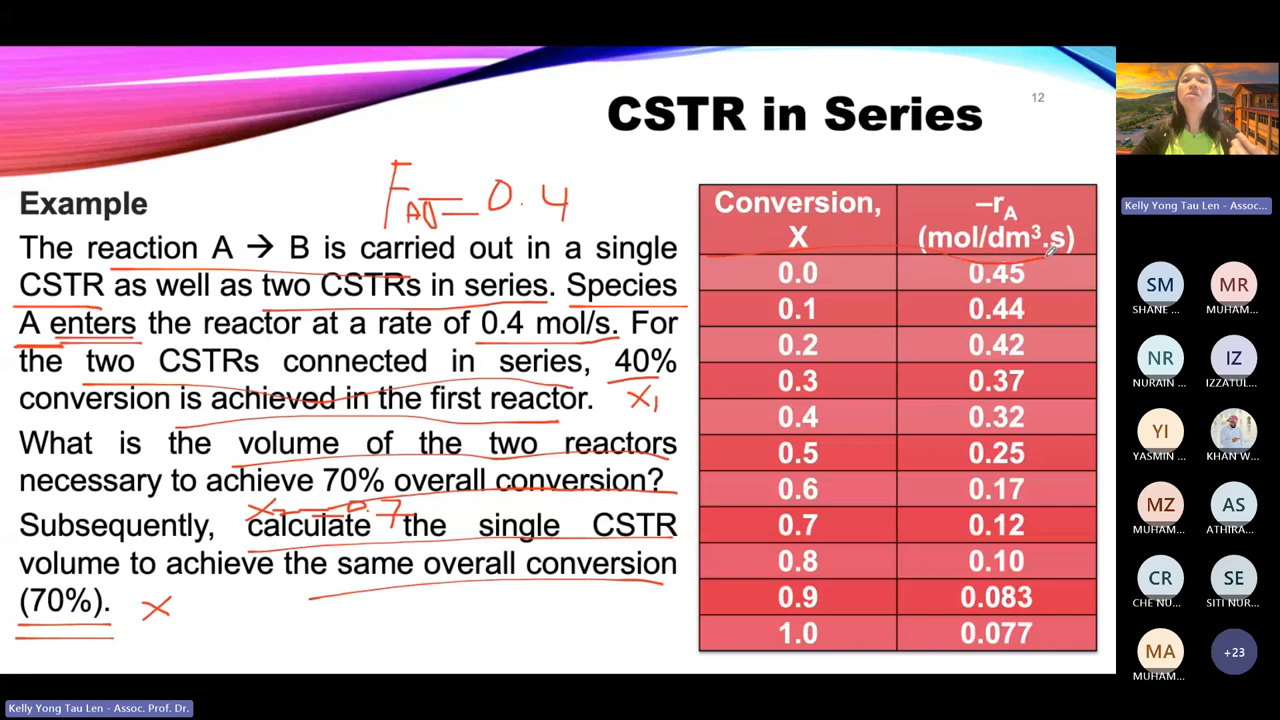 12
CSTR in Series
F A0 = 0.4
Example
The reaction A → B is carried out in a single
CSTR as well as two CSTRs in series. Species
A enters the reactor at a rate of 0.4 mol/s. For
the two CSTRs connected in series, 40%
conversion is achieved in the first reactor. X1
What is the volume of the two reactors
necessary to achieve 70% overall conversion?
X = 0.7
Subsequently, calculate the single CSTR
volume to achieve the same overall conversion
(70%). X
Conversion, X –rA (mol/dm³.s)
0.0 0.45
0.1 0.44
0.2 0.42
0.3 0.37
0.4 0.32
0.5 0.25
0.6 0.17
0.7 0.12
0.8 0.10
0.9 0.083
1.0 0.077
Kelly Yong Tau Len - Assoc...
SM MR
SHANE ... MUHAM...
NR IZ
NURAIN ... IZZATUL...
YI
YASMIN ... KHAN W...
MZ AS
MUHAM... ATHIRA...
CR SE
CHE NU... SITI NUR...
MA +23
MUHAM...
Kelly Yong Tau Len - Assoc. Prof. Dr.